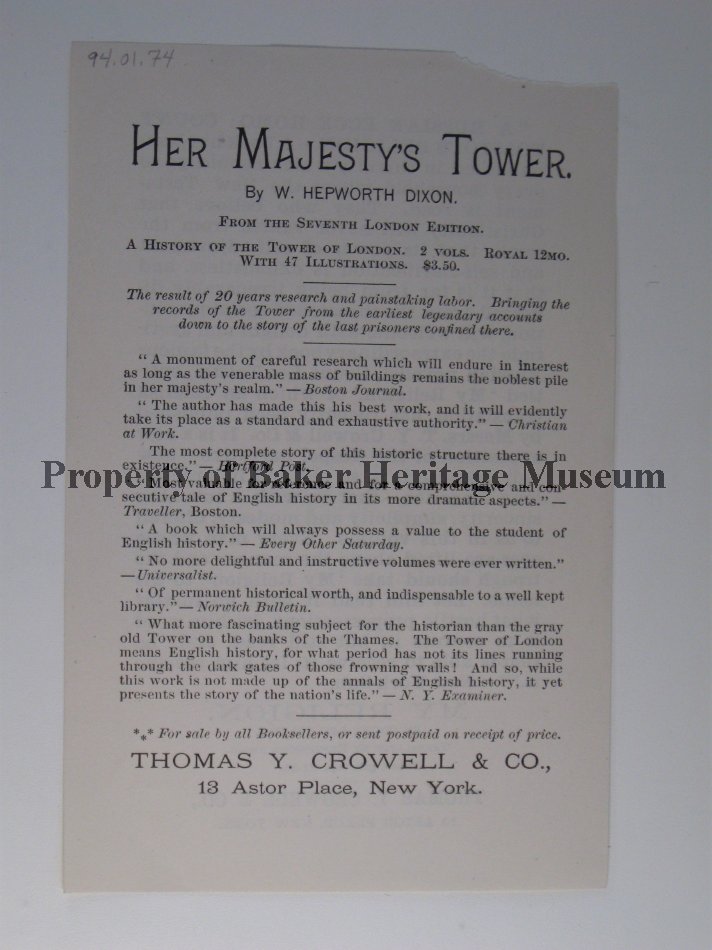 94.01.74
HER MAJESTY'S TOWER.
By W. HEPWORTH DIXON.
FROM THE SEVENTH LONDON EDITION.
A HISTORY OF THE TOWER OF LONDON. 2 VOLS. ROYAL 12MO.
WITH 47 ILLUSTRATIONS. $3.50.
The result of 20 years research and painstaking labor. Bringing the
records of the Tower from the earliest legendary accounts
down to the story of the last prisoners confined there.
“ A monument of careful research which will endure in interest
as long as the venerable mass of buildings remains the noblest pile
in her majesty's realm.” — Boston Journal.
“ The author has made this his best work, and it will evidently
take its place as a standard and exhaustive authority.” — Christian
at Work.
The most complete story of this historic structure there is in
existence.” — Hartford Post.
Property of Baker Heritage Museum
“ Most valuable for reference and for a comprehensive and con-
secutive tale of English history in its more dramatic aspects.” —
Traveller, Boston.
“ A book which will always possess a value to the student of
English history.” — Every Other Saturday.
“ No more delightful and instructive volumes were ever written.”
— Universalist.
“ Of permanent historical worth, and indispensable to a well kept
library.” — Norwich Bulletin.
“ What more fascinating subject for the historian than the gray
old Tower on the banks of the Thames. The Tower of London
means English history, for what period has not its lines running
through the dark gates of those frowning walls! And so, while
this work is not made up of the annals of English history, it yet
presents the story of the nation's life.” — N. Y. Examiner.
*** For sale by all Booksellers, or sent postpaid on receipt of price.
THOMAS Y. CROWELL & CO.,
13 Astor Place, New York.